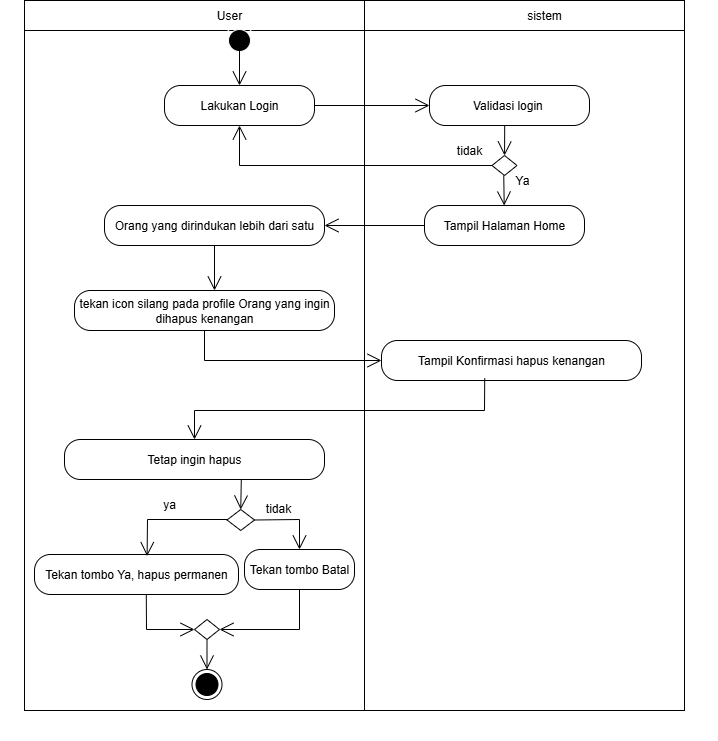 User
sistem
Lakukan Login
Validasi login
tidak
Ya
Orang yang dirindukan lebih dari satu
Tampil Halaman Home
tekan icon silang pada profile Orang yang ingin
dihapus kenangan
Tampil Konfirmasi hapus kenangan
Tetap ingin hapus
ya
tidak
Tekan tombo Ya, hapus permanen
Tekan tombo Batal